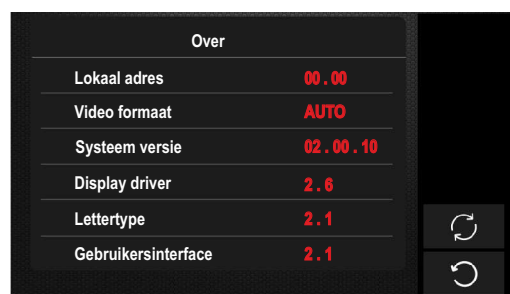 Over
Lokaal adres 00 . 00
Video formaat AUTO
Systeem versie 02 . 00 . 10
Display driver 2 . 6
Lettertype 2 . 1
Gebruikersinterface 2 . 1